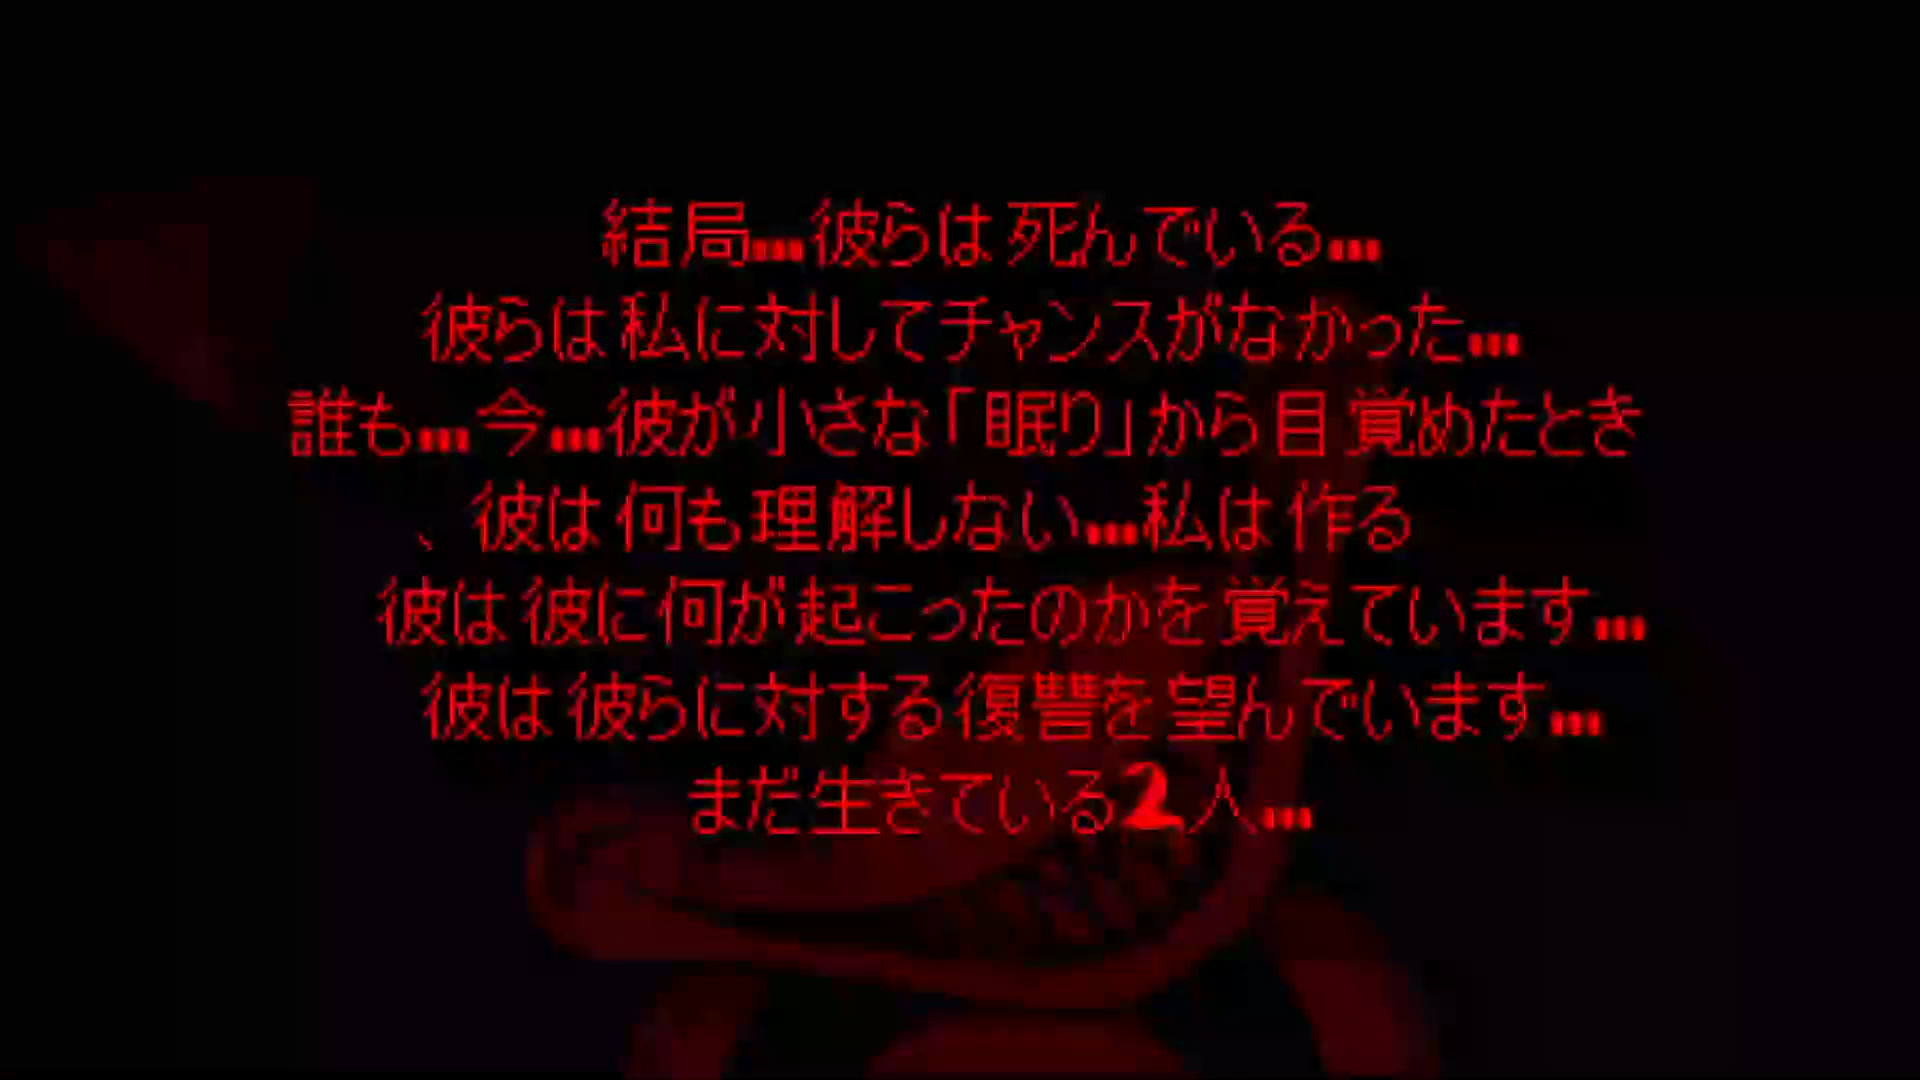 結局...彼らは死んでいる...
彼らは私に対してチャンスがなかった...
誰も...今...彼が小さな「眠り」から目覚めたとき
、彼は何も理解しない...私は作る
彼は彼に何が起こったのかを覚えています...
彼は彼らに対する復讐を望んでいます...
まだ生きている2人...